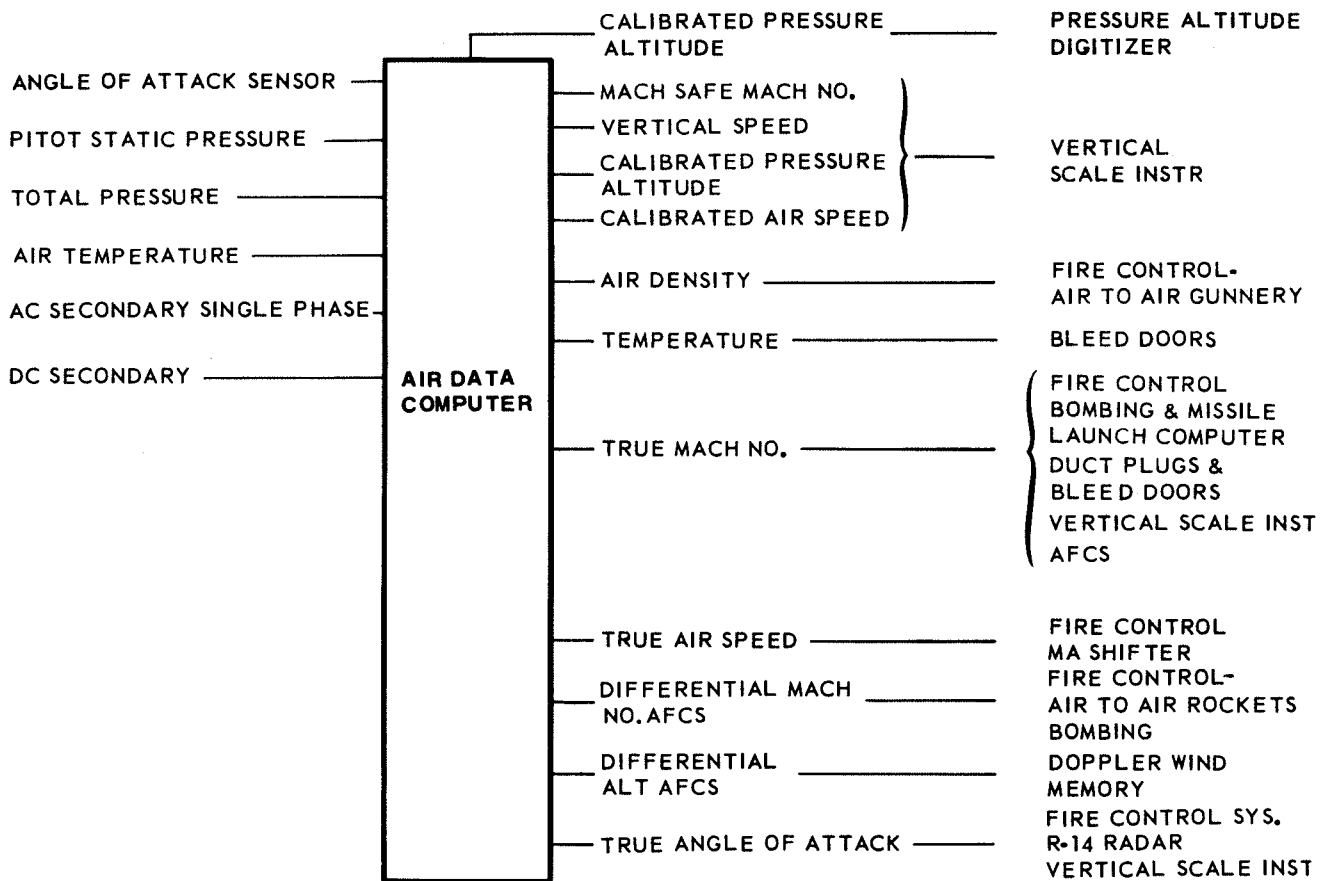 CALIBRATED PRESSURE
ALTITUDE
PRESSURE ALTITUDE
DIGITIZER
ANGLE OF ATTACK SENSOR
PITOT STATIC PRESSURE
TOTAL PRESSURE
AIR TEMPERATURE
AC SECONDARY SINGLE PHASE
DC SECONDARY
AIR DATA
COMPUTER
MACH SAFE MACH NO.
VERTICAL SPEED
CALIBRATED PRESSURE
ALTITUDE
CALIBRATED AIR SPEED
VERTICAL
SCALE INSTR
AIR DENSITY
FIRE CONTROL-
AIR TO AIR GUNNERY
TEMPERATURE
BLEED DOORS
TRUE MACH NO.
FIRE CONTROL
BOMBING & MISSILE
LAUNCH COMPUTER
DUCT PLUGS &
BLEED DOORS
VERTICAL SCALE INST
AFCS
TRUE AIR SPEED
FIRE CONTROL
MA SHIFTER
DIFFERENTIAL MACH
NO. AFCS
FIRE CONTROL-
AIR TO AIR ROCKETS
BOMBING
DIFFERENTIAL
ALT AFCS
DOPPLER WIND
MEMORY
TRUE ANGLE OF ATTACK
FIRE CONTROL SYS.
R-14 RADAR
VERTICAL SCALE INST